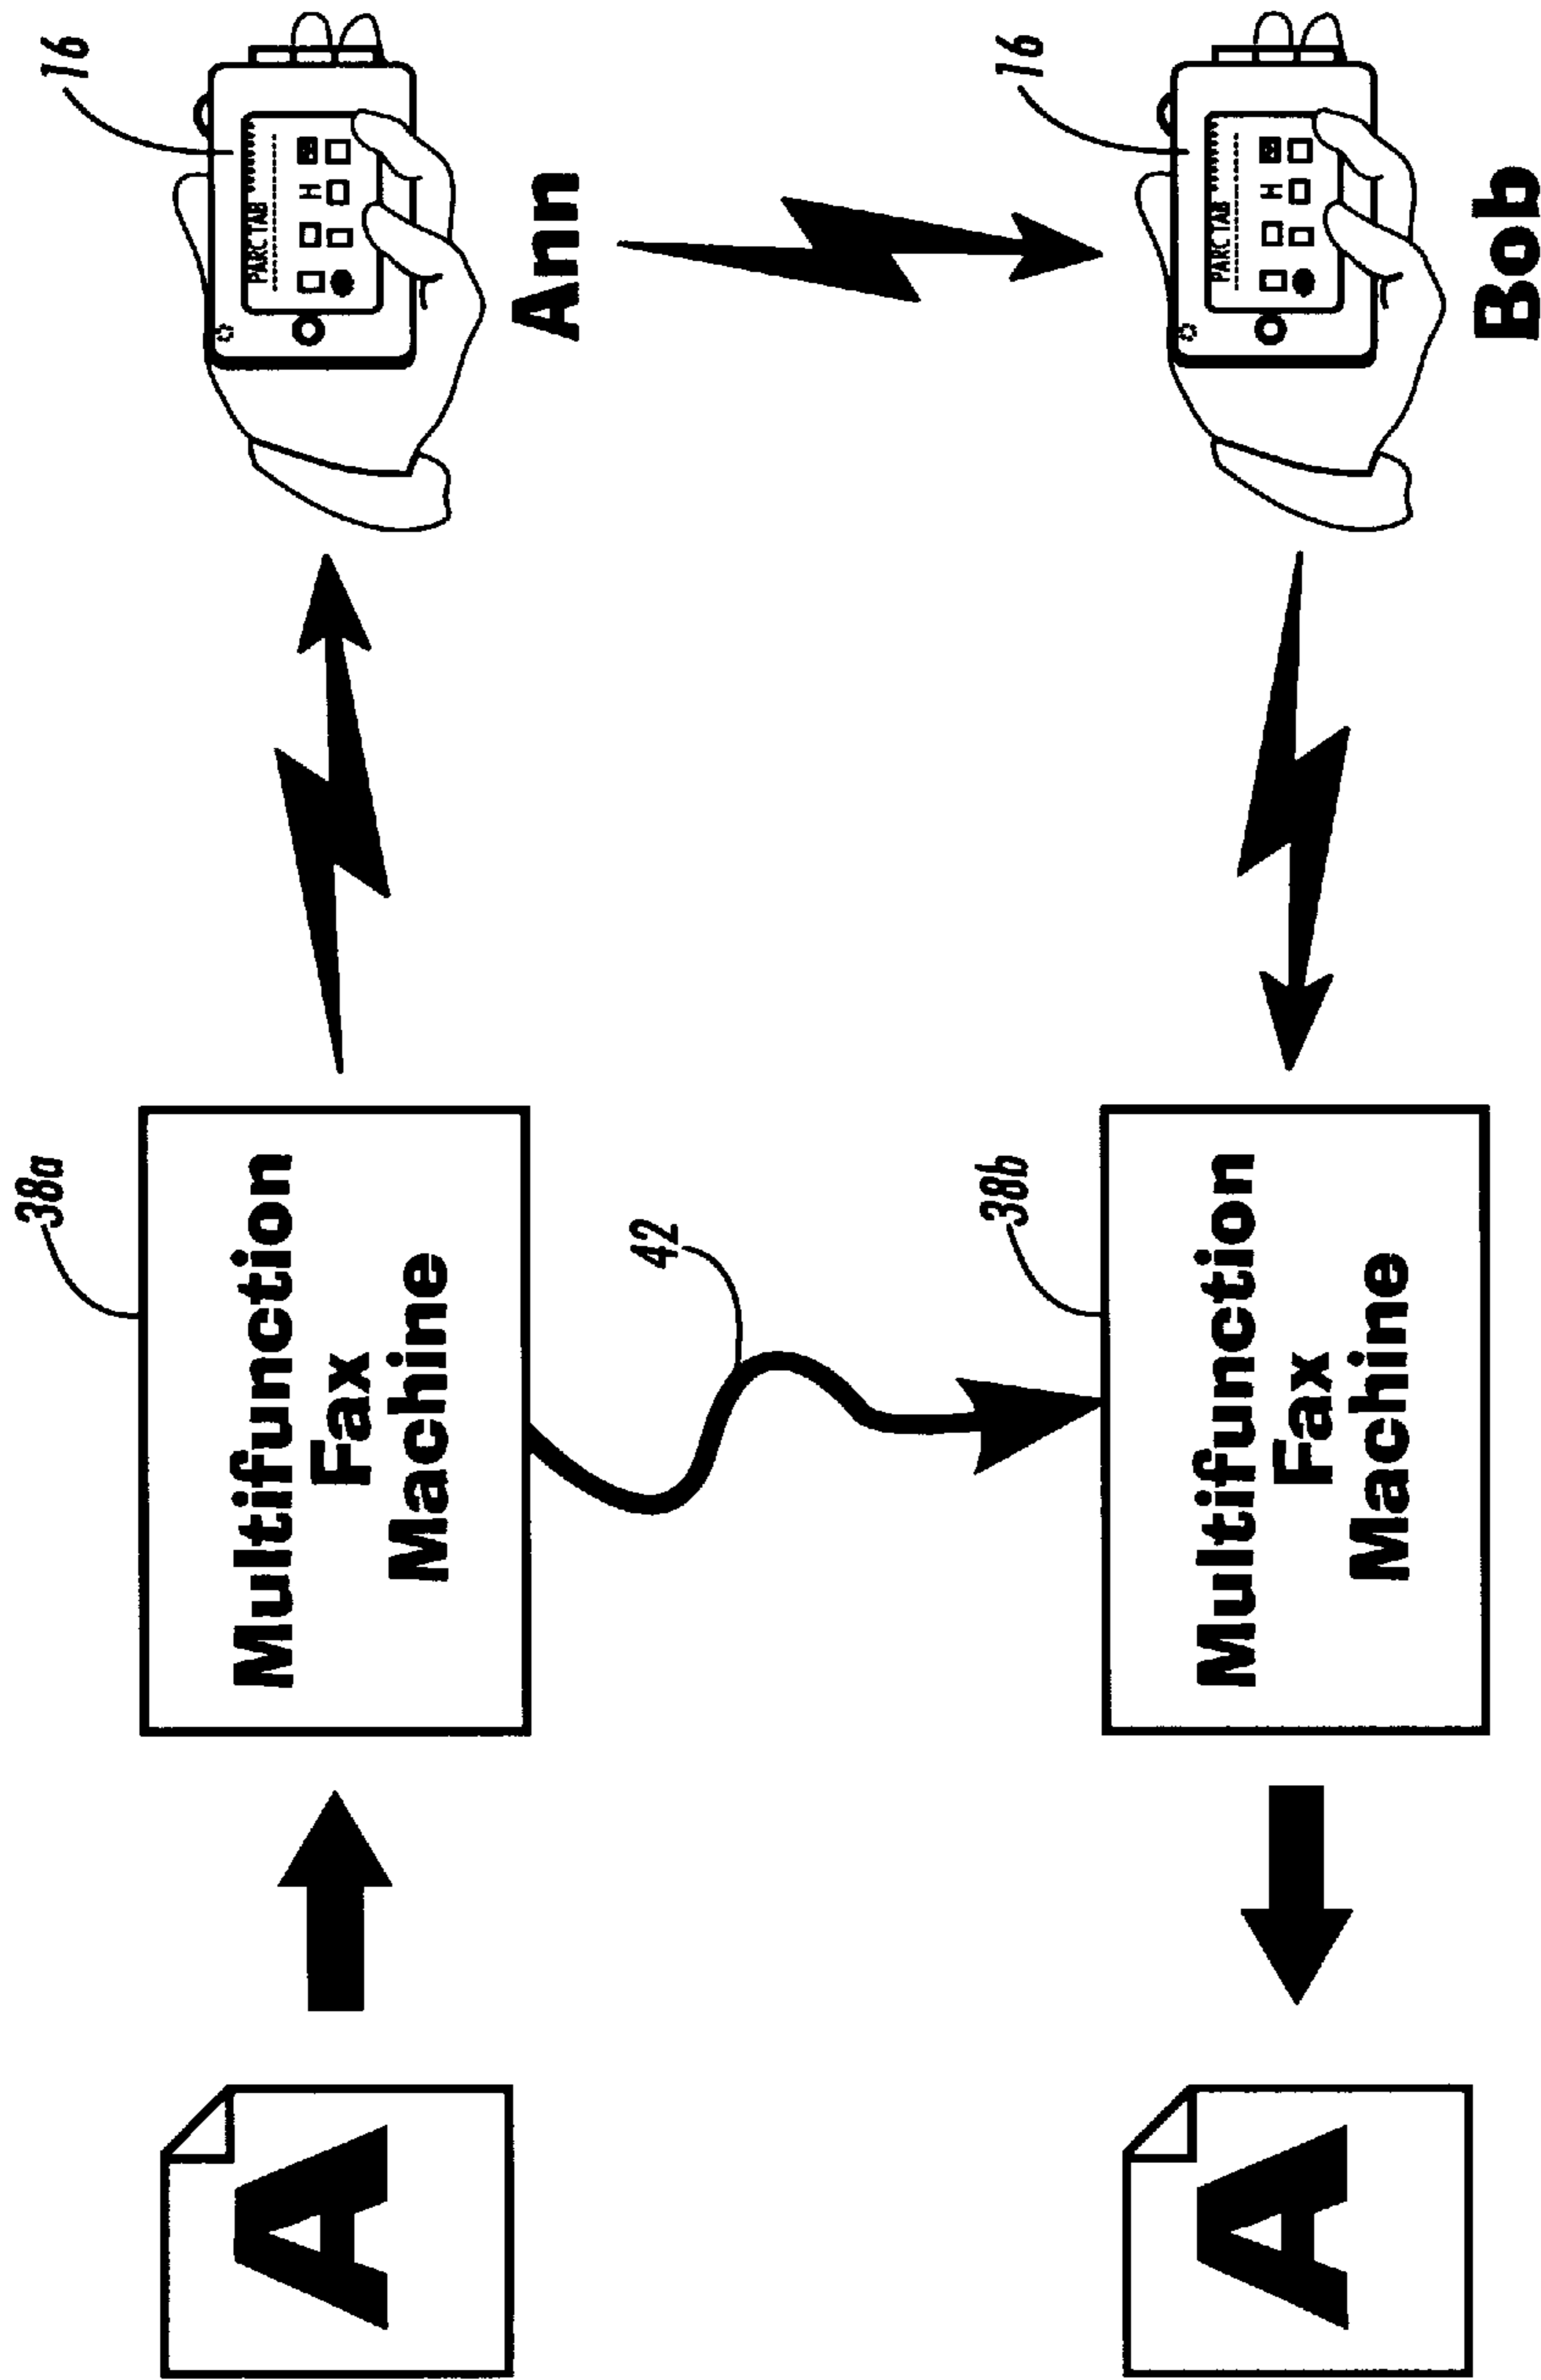 A
38a
Multifunction
Fax
Machine
16
PARC TAB
Ann
42
A
38b
Multifunction
Fax
Machine
16
PARC TAB
Bob